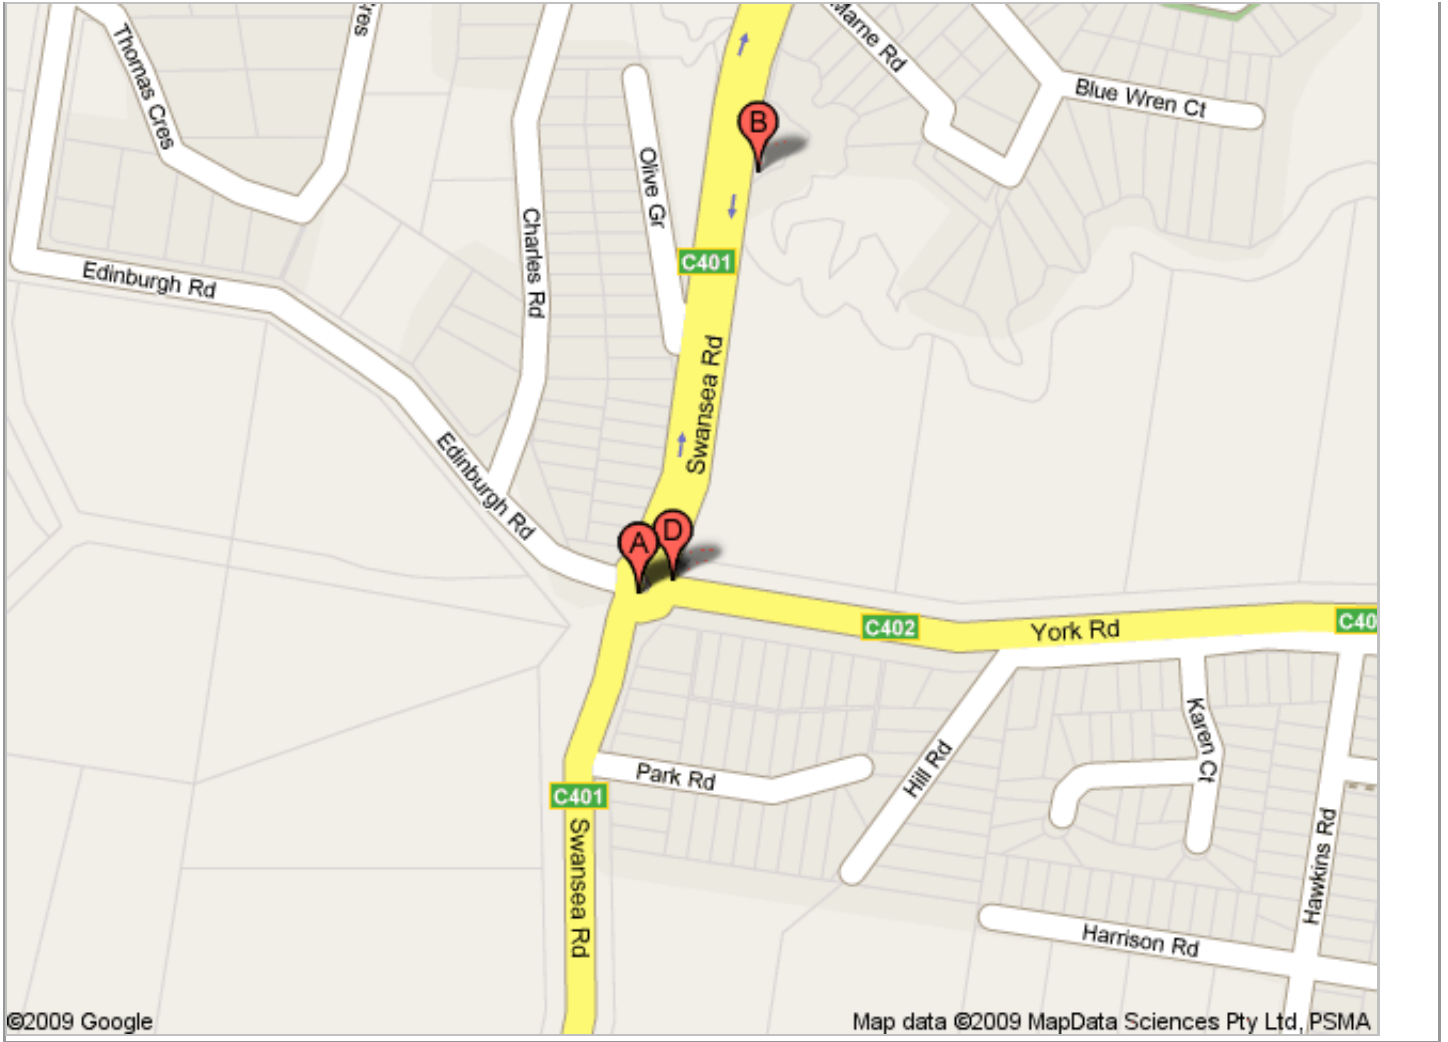 Thomas Cres
res
Marne Rd
Blue Wren Ct
B
Olive Gr
Charles Rd
C401
Edinburgh Rd
Swansea Rd
Edinburgh Rd
A
D
C402
York Rd
C40
Park Rd
Hill Rd
Karen Ct
C401
Swansea Rd
Hawkins Rd
Harrison Rd
©2009 Google
Map data ©2009 MapData Sciences Pty Ltd, PSMA